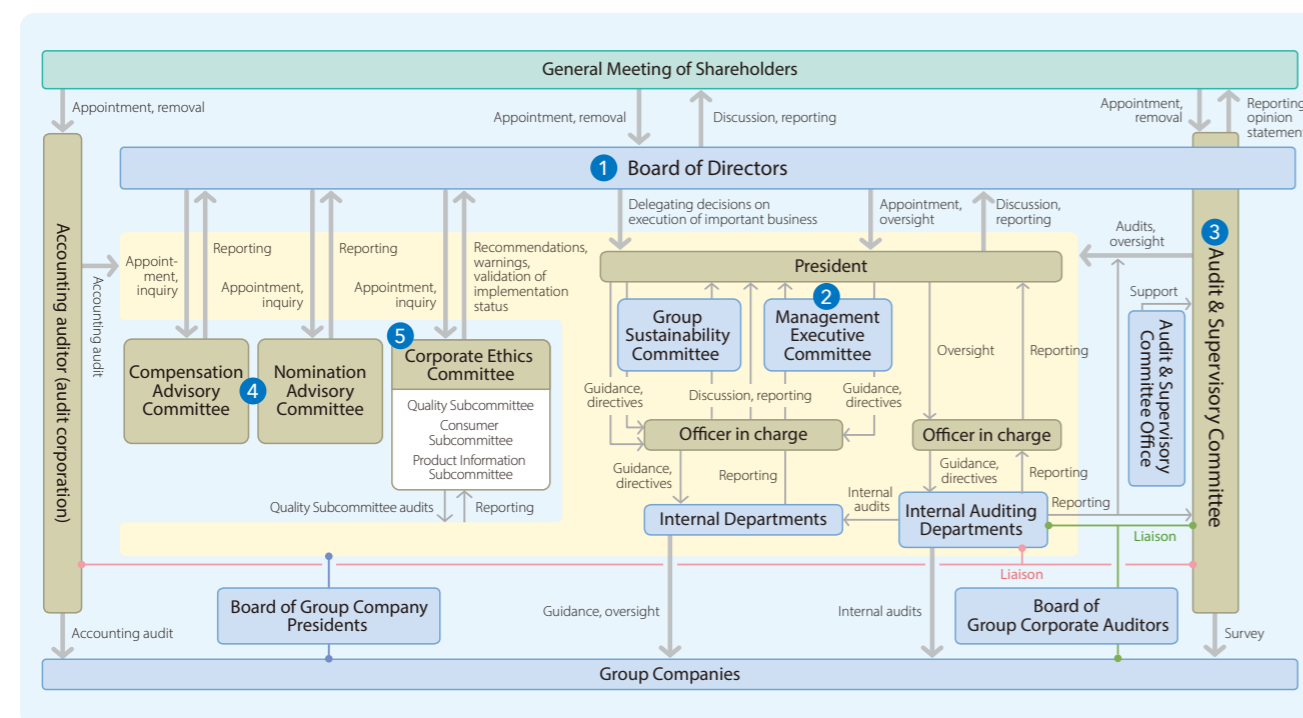 General Meeting of Shareholders
Appointment, removal
Appointment, removal
Discussion, reporting
Appointment,
removal
Reporting,
opinion
statement
1 Board of Directors
Accounting auditor (audit corporation)
Accounting audit
Appoint-
ment,
inquiry
Reporting
Appointment,
inquiry
Reporting
Appointment,
inquiry
Recommendations,
warnings,
validation of
implementation
status
Delegating decisions on
execution of important business
Appointment,
oversight
Discussion,
reporting
Audits,
oversight
3 Audit & Supervisory Committee
President
Support
Audit & Supervisory
Committee Office
Compensation
Advisory
Committee
4
Nomination
Advisory
Committee
5
Corporate Ethics
Committee
Quality Subcommittee
Consumer
Subcommittee
Product Information
Subcommittee
Quality Subcommittee audits
Reporting
Group
Sustainability
Committee
2
Management
Executive
Committee
Oversight
Reporting
Guidance,
directives
Discussion, reporting
Guidance,
directives
Officer in charge
Officer in charge
Guidance,
directives
Reporting
Guidance,
directives
Reporting
Internal Departments
Internal
audits
Internal Auditing
Departments
Reporting
Liaison
Liaison
Board of Group Company
Presidents
Guidance, oversight
Internal audits
Board of
Group Corporate Auditors
Accounting audit
Survey
Group Companies